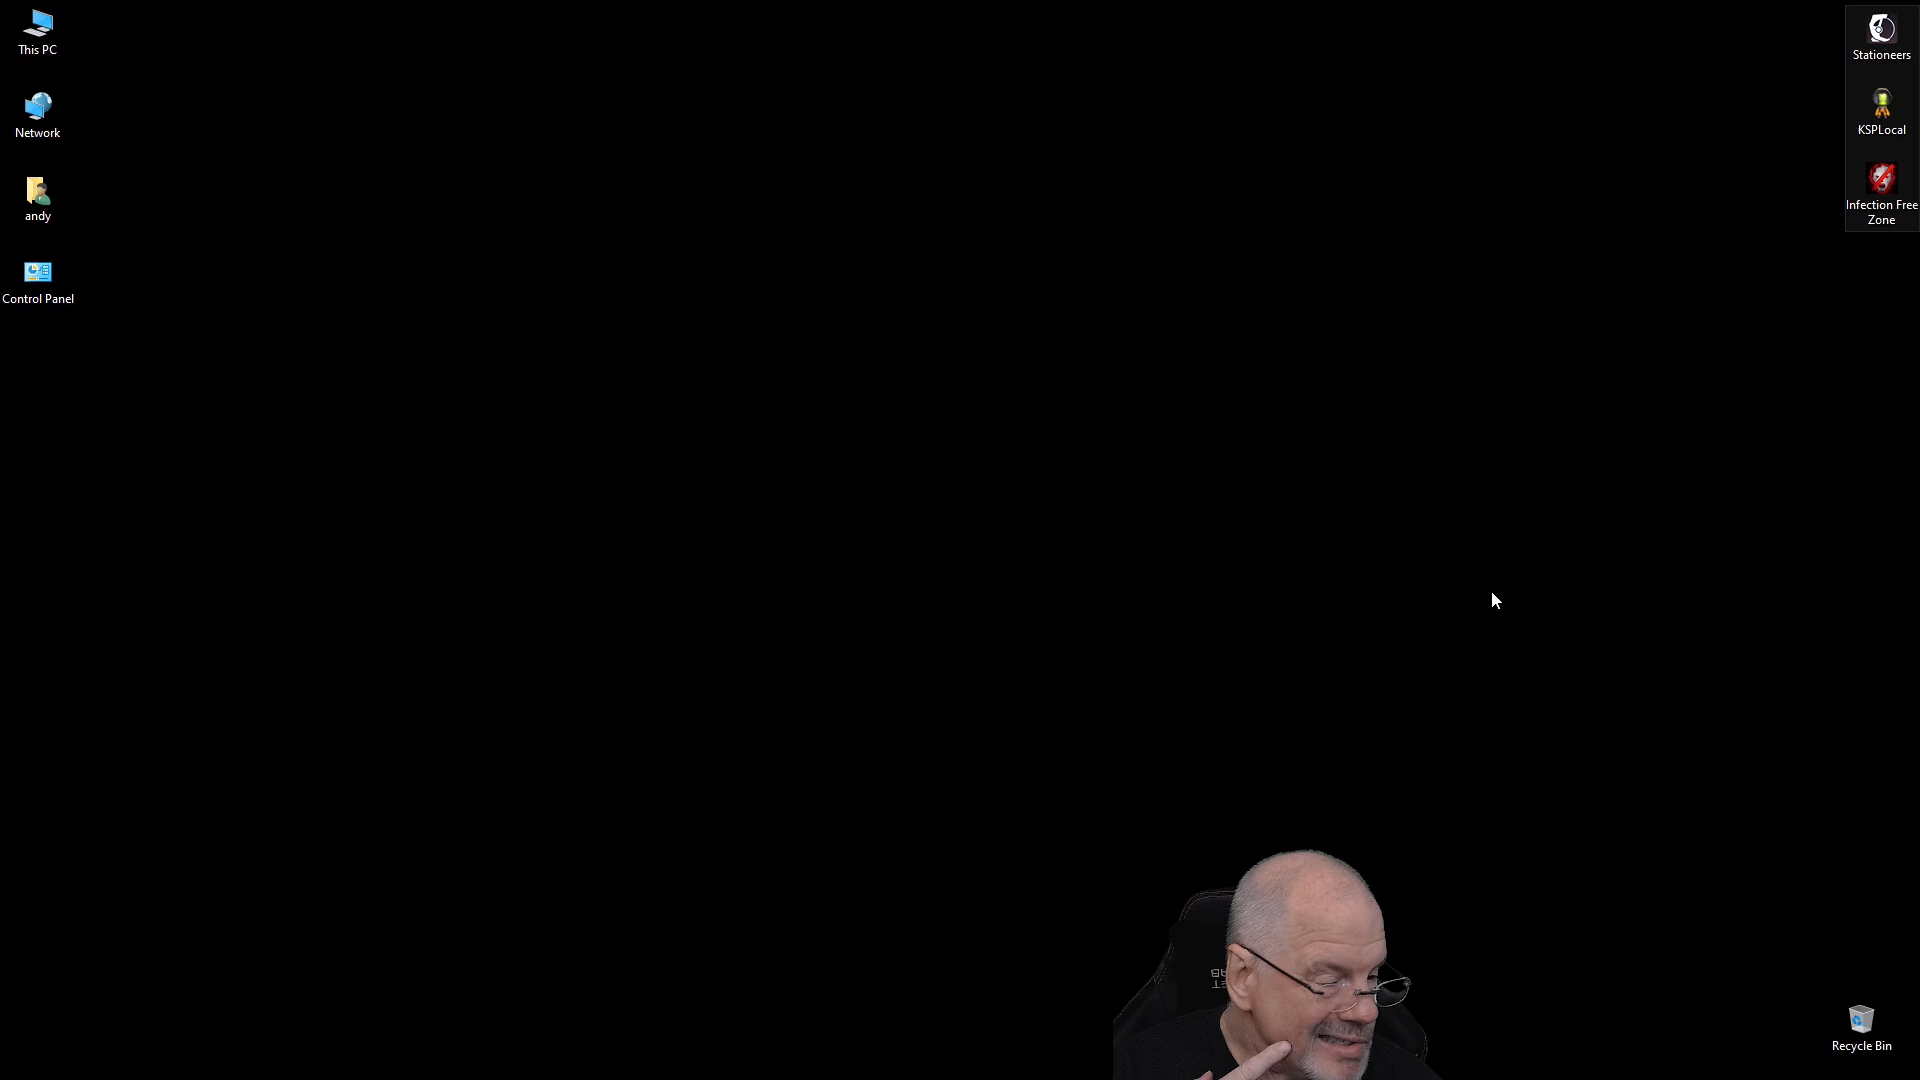 This PC
Network
andy
Control Panel
Stationeers
KSPLocal
Infection Free
Zone
Recycle Bin